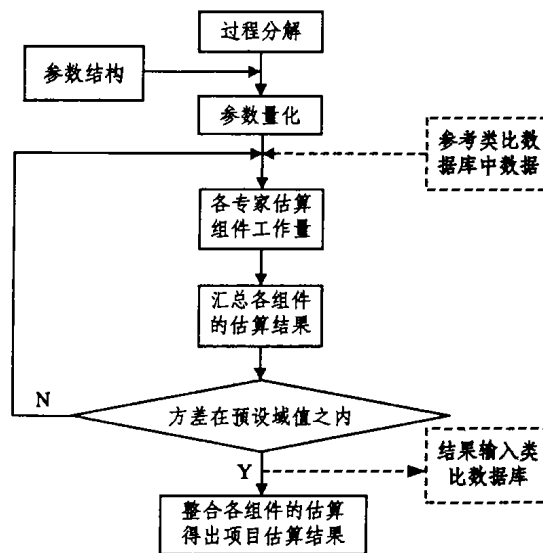 过程分解
参数结构
参数量化
参考类比数
据库中数据
各专家估算
组件工作量
汇总各组件
的估算结果
N
方差在预设域值之内
Y
结果输入类
比数据库
整合各组件的估算
得出项目估算结果